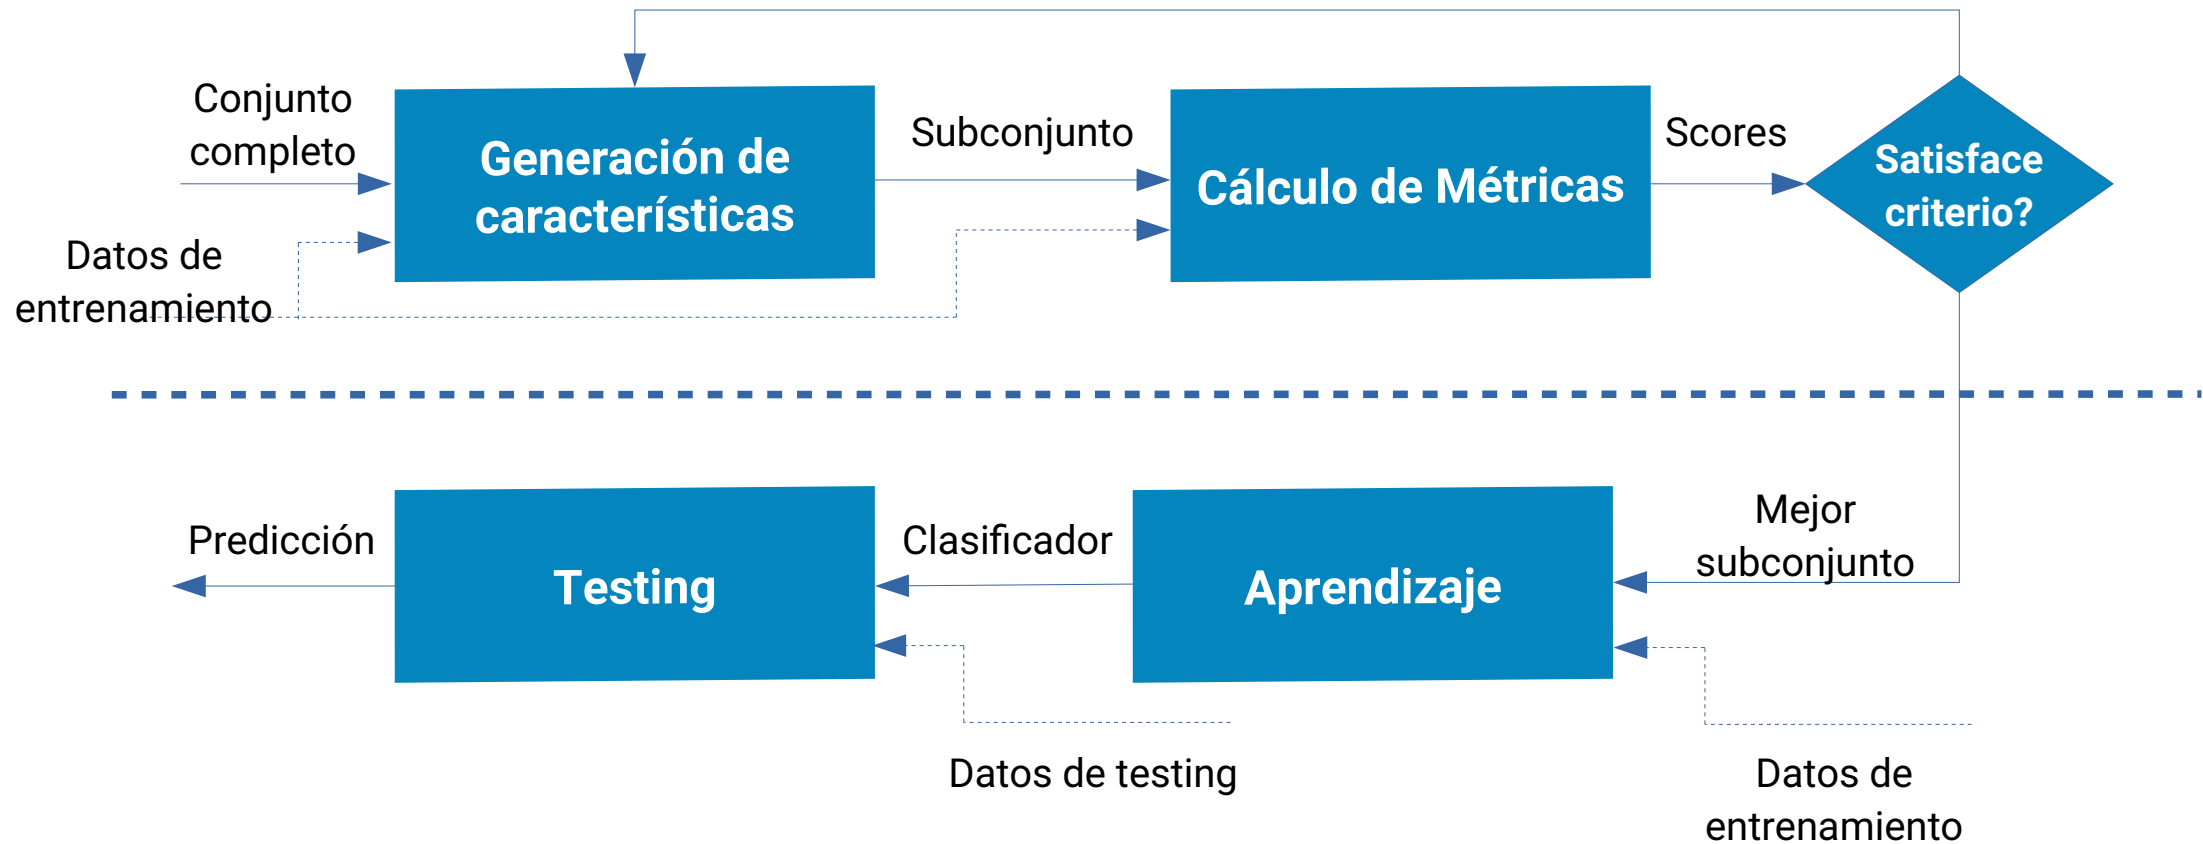 Conjunto
completo
Datos de
entrenamiento
Generación de
características
Subconjunto
Cálculo de Métricas
Scores
Satisface
criterio?
Mejor
subconjunto
Aprendizaje
Datos de
entrenamiento
Clasificador
Testing
Datos de testing
Predicción